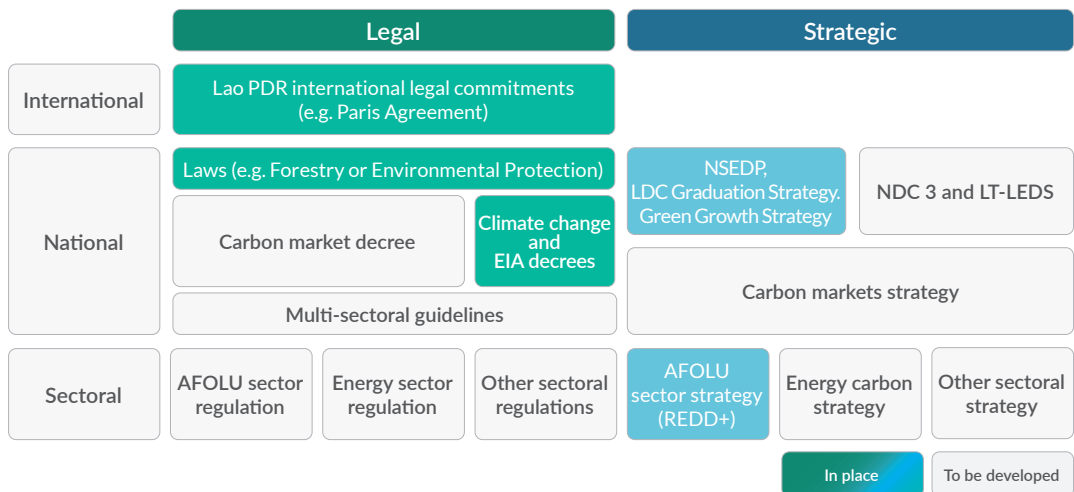 Legal
Strategic
International
Lao PDR international legal commitments
(e.g. Paris Agreement)
National
Laws (e.g. Forestry or Environmental Protection)
Carbon market decree
Climate change
and
EIA decrees
Multi-sectoral guidelines
NSEDP,
LDC Graduation Strategy.
Green Growth Strategy
NDC 3 and LT-LEDS
Carbon markets strategy
Sectoral
AFOLU sector
regulation
Energy sector
regulation
Other sectoral
regulations
AFOLU
sector strategy
(REDD+)
Energy carbon
strategy
Other sectoral
strategy
In place
To be developed